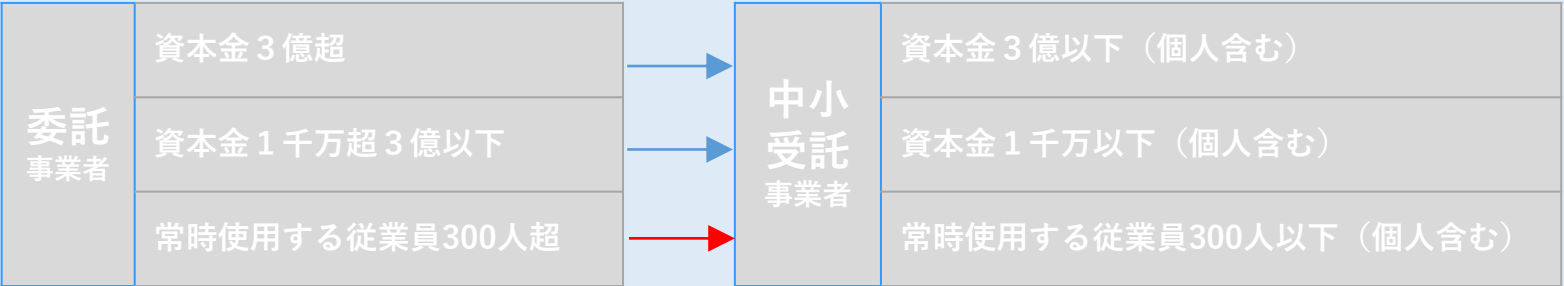 委託
事業者
資本金３億超
資本金１千万超３億以下
常時使用する従業員300人超
中小
受託
事業者
資本金３億以下（個人含む）
資本金１千万以下（個人含む）
常時使用する従業員300人以下（個人含む）